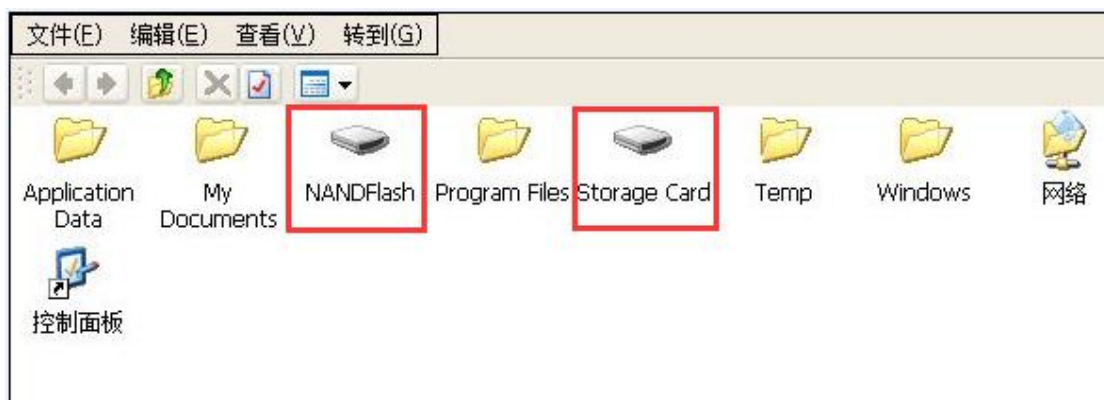 文件(F) 编辑(E) 查看(V) 转到(G)
Application Data
My Documents
NANDFlash
Program Files
Storage Card
Temp
Windows
网络
控制面板